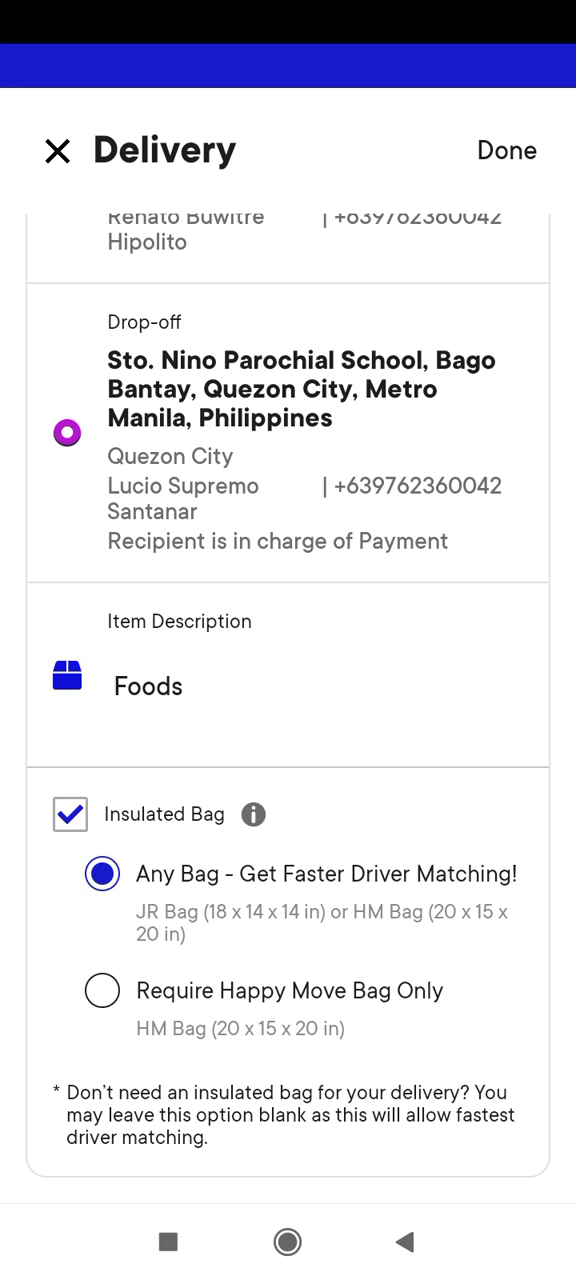 Delivery
Done
Renato Buwitre | +639762360042
Hipolito
Drop-off
Sto. Nino Parochial School, Bago
Bantay, Quezon City, Metro
Manila, Philippines
Quezon City
Lucio Supremo | +639762360042
Santanar
Recipient is in charge of Payment
Item Description
Foods
Insulated Bag
Any Bag - Get Faster Driver Matching!
JR Bag (18 x 14 x 14 in) or HM Bag (20 x 15 x
20 in)
Require Happy Move Bag Only
HM Bag (20 x 15 x 20 in)
* Don't need an insulated bag for your delivery? You
may leave this option blank as this will allow fastest
driver matching.